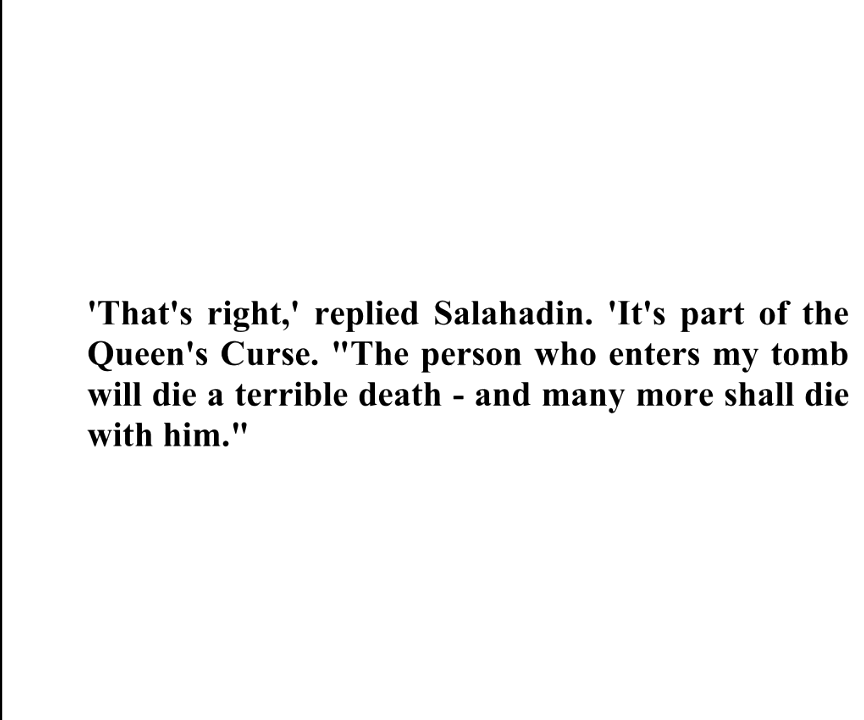 'That's right,' replied Salahadin. 'It's part of the
Queen's Curse. "The person who enters my tomb
will die a terrible death - and many more shall die
with him."